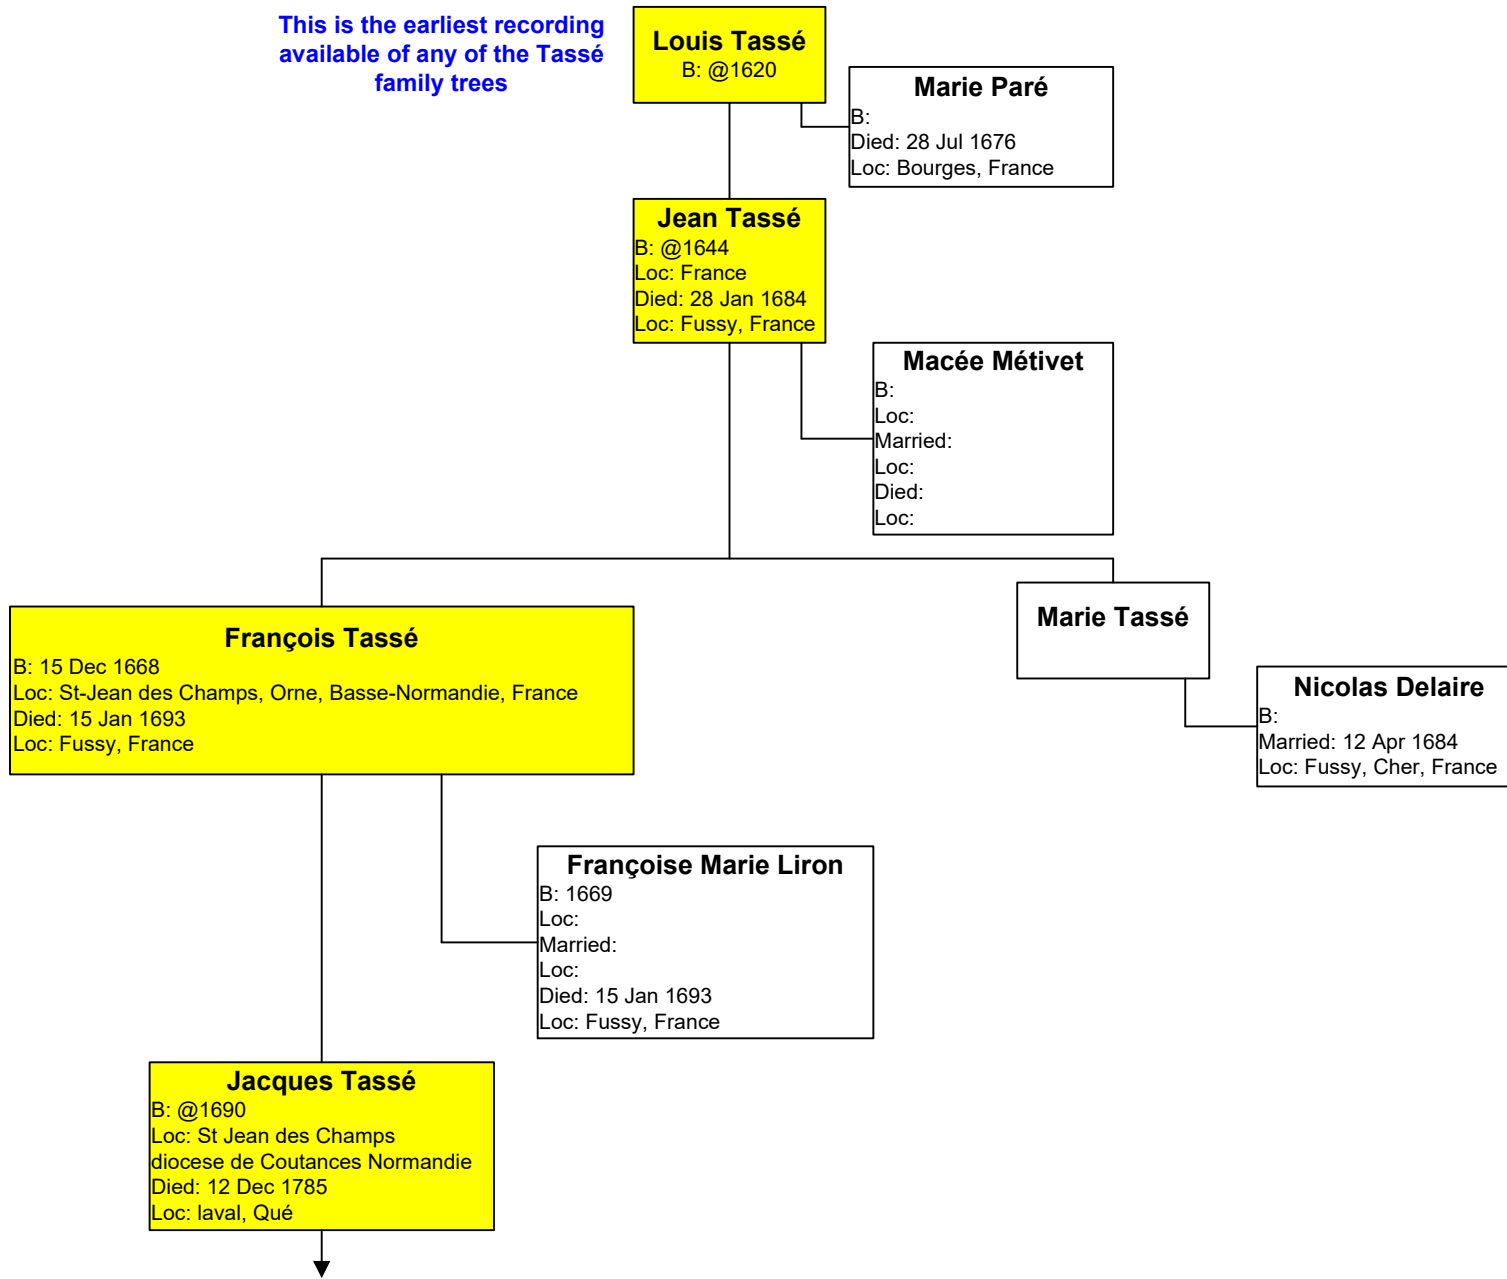 This is the earliest recording
available of any of the Tassé
family trees
Louis Tassé
B: @1620
Marie Paré
B:
Died: 28 Jul 1676
Loc: Bourges, France
Jean Tassé
B: @1644
Loc: France
Died: 28 Jan 1684
Loc: Fussy, France
Macée Métivet
B:
Loc:
Married:
Loc:
Died:
Loc:
François Tassé
B: 15 Dec 1668
Loc: St-Jean des Champs, Orne, Basse-Normandie, France
Died: 15 Jan 1693
Loc: Fussy, France
Marie Tassé
Nicolas Delaire
B:
Married: 12 Apr 1684
Loc: Fussy, Cher, France
Françoise Marie Liron
B: 1669
Loc:
Married:
Loc:
Died: 15 Jan 1693
Loc: Fussy, France
Jacques Tassé
B: @1690
Loc: St Jean des Champs
diocese de Coutances Normandie
Died: 12 Dec 1785
Loc: laval, Qué